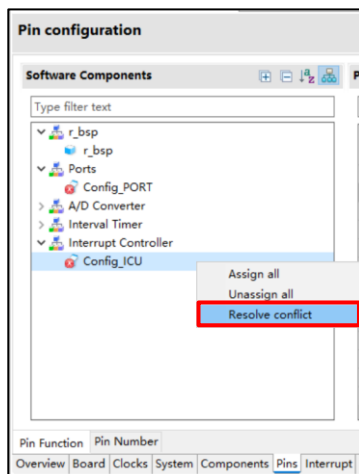 Pin configuration
Software Components
Type filter text
r_bsp
r_bsp
Ports
Config_PORT
A/D Converter
Interval Timer
Interrupt Controller
Config_ICU
Assign all
Unassign all
Resolve conflict
Pin Function Pin Number
Overview Board Clocks System Components Pins Interrupt